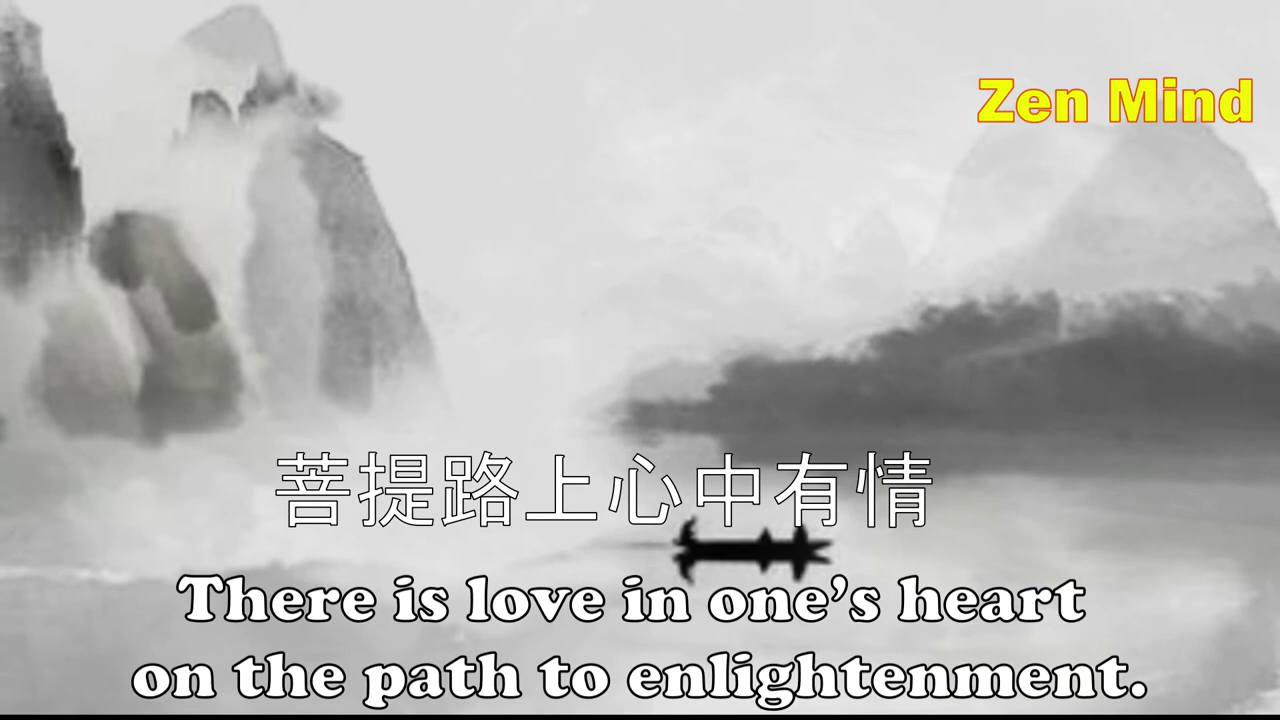 Zen Mind
菩提路上心中有情
There is love in one’s heart
on the path to enlightenment.